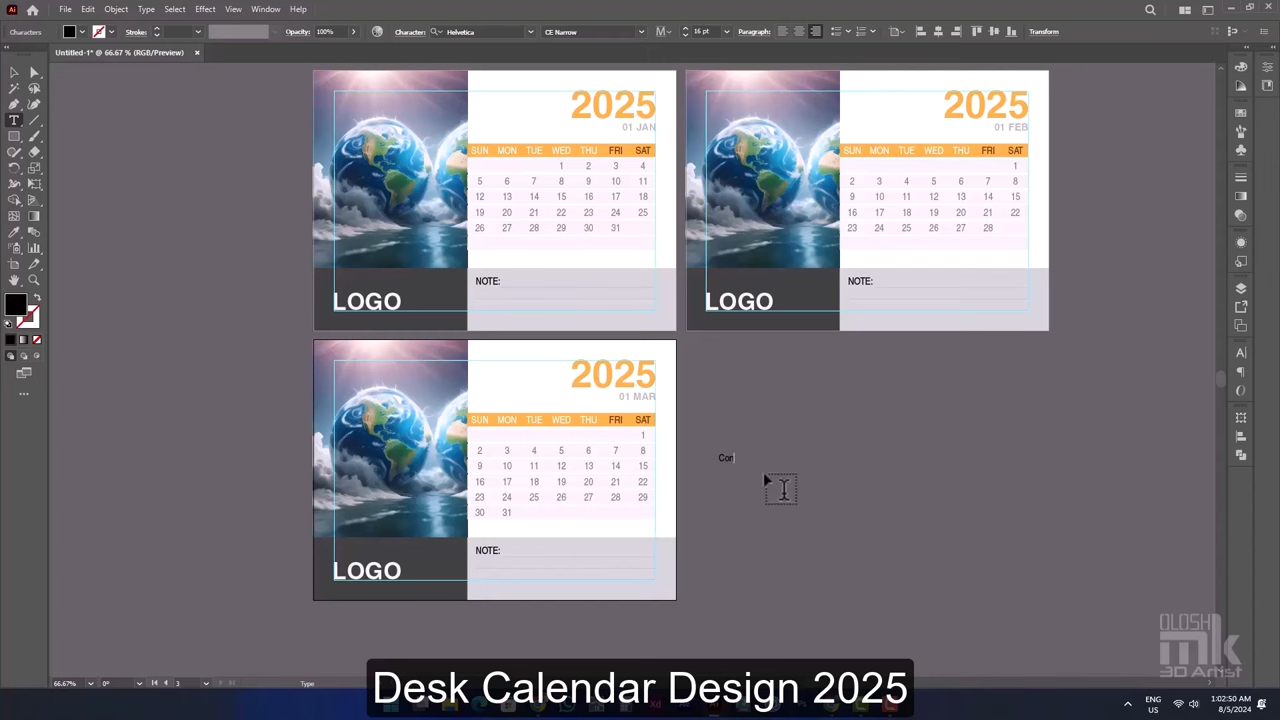 Ai File Edit Object Type Select Effect View Window Help
Characters Stroke: Opacity: 100% Character: Helvetica CE Narrow 16 pt Paragraph: Transform
Untitled-1* @ 66.67 % (RGB/Preview)
2025
01 JAN
SUN MON TUE WED THU FRI SAT
1 2 3 4
5 6 7 8 9 10 11
12 13 14 15 16 17 18
19 20 21 22 23 24 25
26 27 28 29 30 31
NOTE:
LOGO
2025
01 FEB
SUN MON TUE WED THU FRI SAT
1
2 3 4 5 6 7 8
9 10 11 12 13 14 15
16 17 18 19 20 21 22
23 24 25 26 27 28
NOTE:
LOGO
2025
01 MAR
SUN MON TUE WED THU FRI SAT
1
2 3 4 5 6 7 8
9 10 11 12 13 14 15
16 17 18 19 20 21 22
23 24 25 26 27 28 29
30 31
NOTE:
LOGO
Con
OLOSH
mk
3D Artist
66.67% 0° 3 Type
Desk Calendar Design 2025
ENG
US
1:02:50 AM
8/5/2024